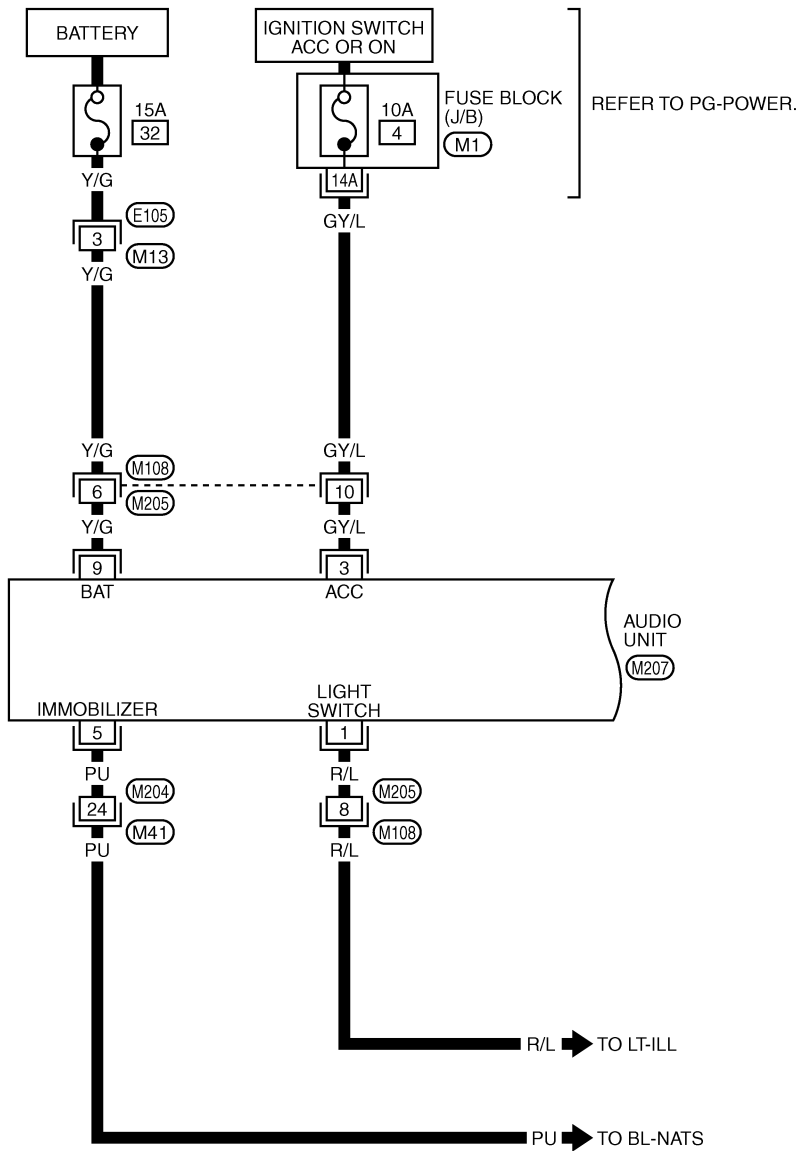 BATTERY
IGNITION SWITCH
ACC OR ON
15A
32
10A
4
FUSE BLOCK
(J/B)
M1
REFER TO PG-POWER.
14A
Y/G
GY/L
E105
3
M13
Y/G
Y/G
GY/L
M108
6
10
M205
Y/G
GY/L
9
3
BAT
ACC
AUDIO
UNIT
M207
IMMOBILIZER
LIGHT
SWITCH
5
1
PU
R/L
M204
M205
24
8
M41
M108
PU
R/L
R/L
TO LT-ILL
PU
TO BL-NATS